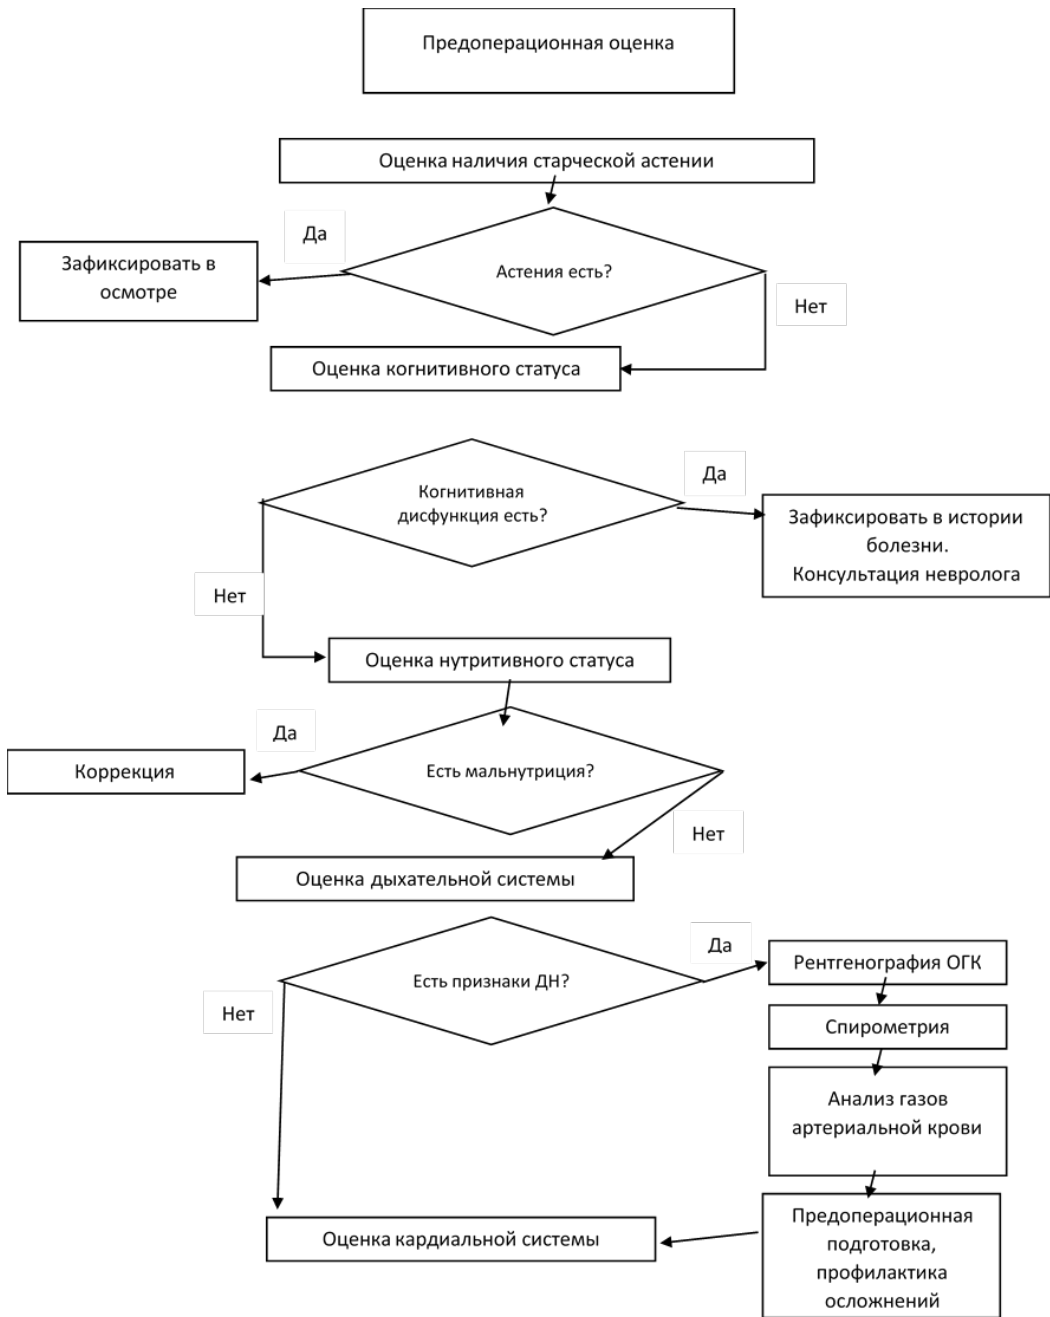 Предоперационная оценка
Оценка наличия старческой астении
Да
Зафиксировать в
осмотре
Астения есть?
Нет
Оценка когнитивного статуса
Когнитивная
дисфункция есть?
Да
Зафиксировать в истории
болезни.
Консультация невролога
Нет
Оценка нутритивного статуса
Да
Коррекция
Есть мальнутриция?
Нет
Оценка дыхательной системы
Есть признаки ДН?
Да
Рентгенография ОГК
Нет
Спирометрия
Анализ газов
артериальной крови
Оценка кардиальной системы
Предоперационная
подготовка,
профилактика
осложнений